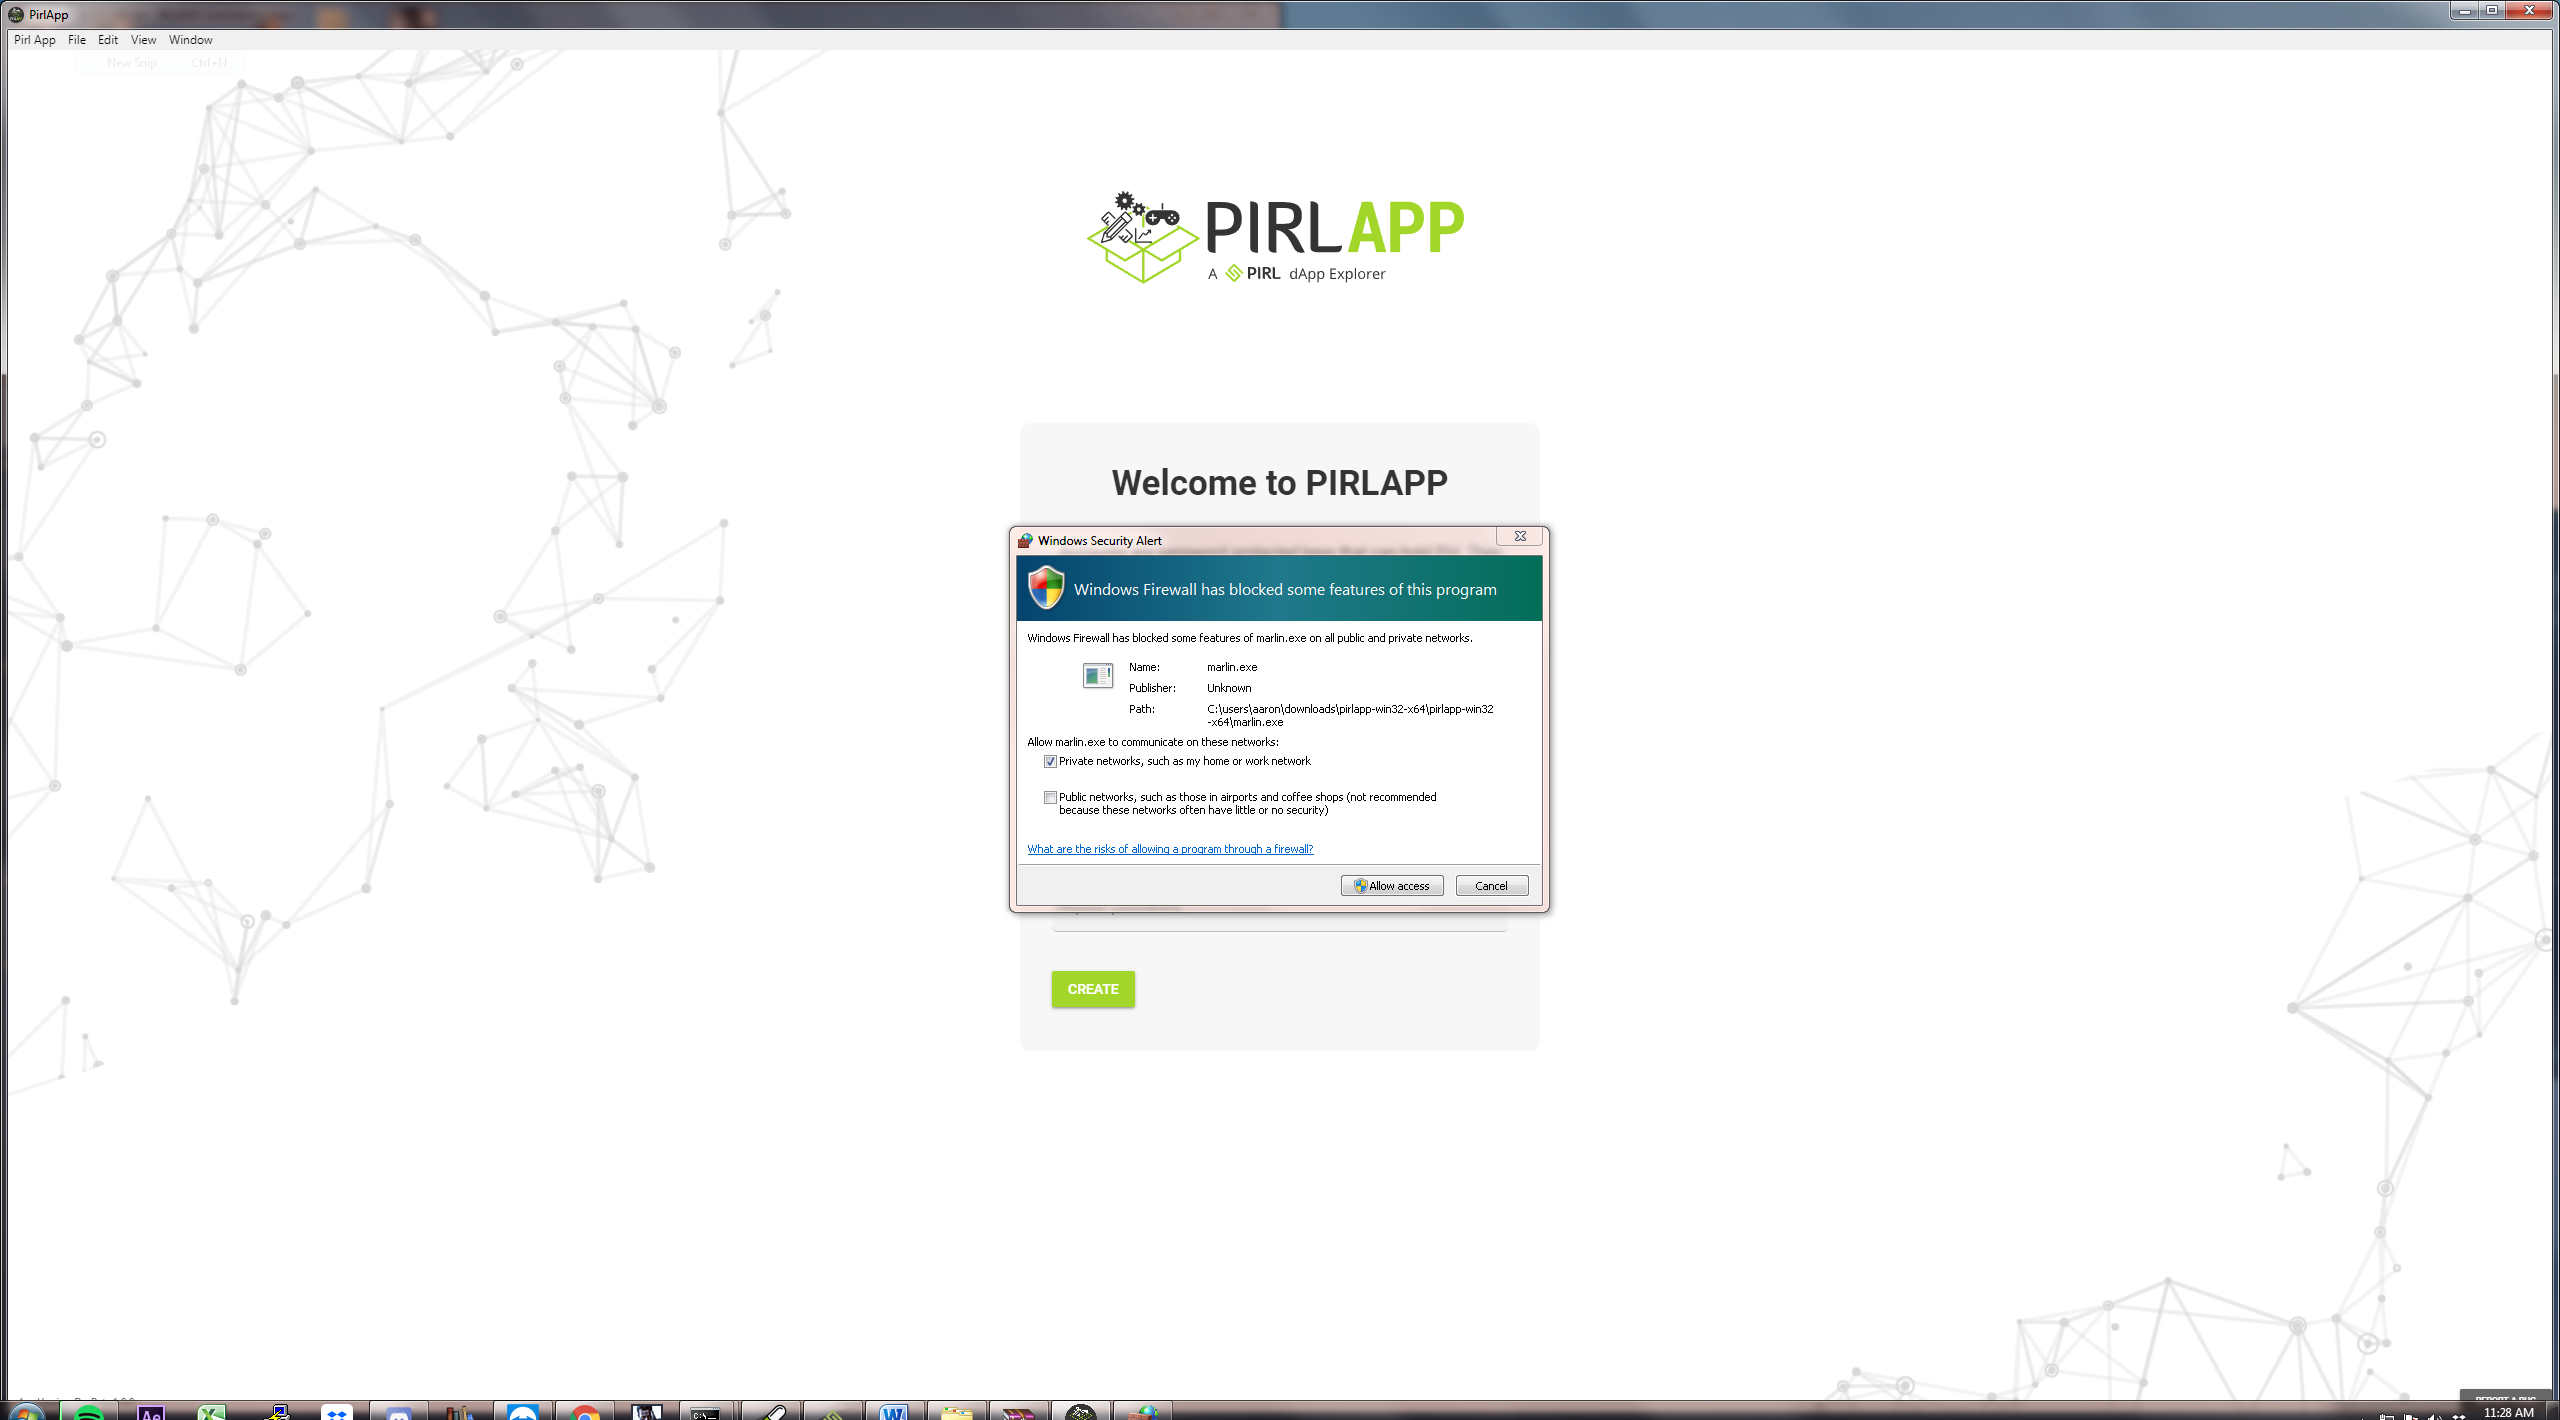 PirlApp
Pirl App File Edit View Window
New Snip Ctrl+N
PIRLAPP
A PIRL dApp Explorer
Welcome to PIRLAPP
Windows Security Alert
Windows Firewall has blocked some features of this program
Windows Firewall has blocked some features of marlin.exe on all public and private networks.
Name: marlin.exe
Publisher: Unknown
Path: C:\users\aaron\downloads\pirlapp-win32-x64\pirlapp-win32
-x64\marlin.exe
Allow marlin.exe to communicate on these networks:
Private networks, such as my home or work network
Public networks, such as those in airports and coffee shops (not recommended
because these networks often have little or no security)
What are the risks of allowing a program through a firewall?
Allow access Cancel
CREATE
11:28 AM